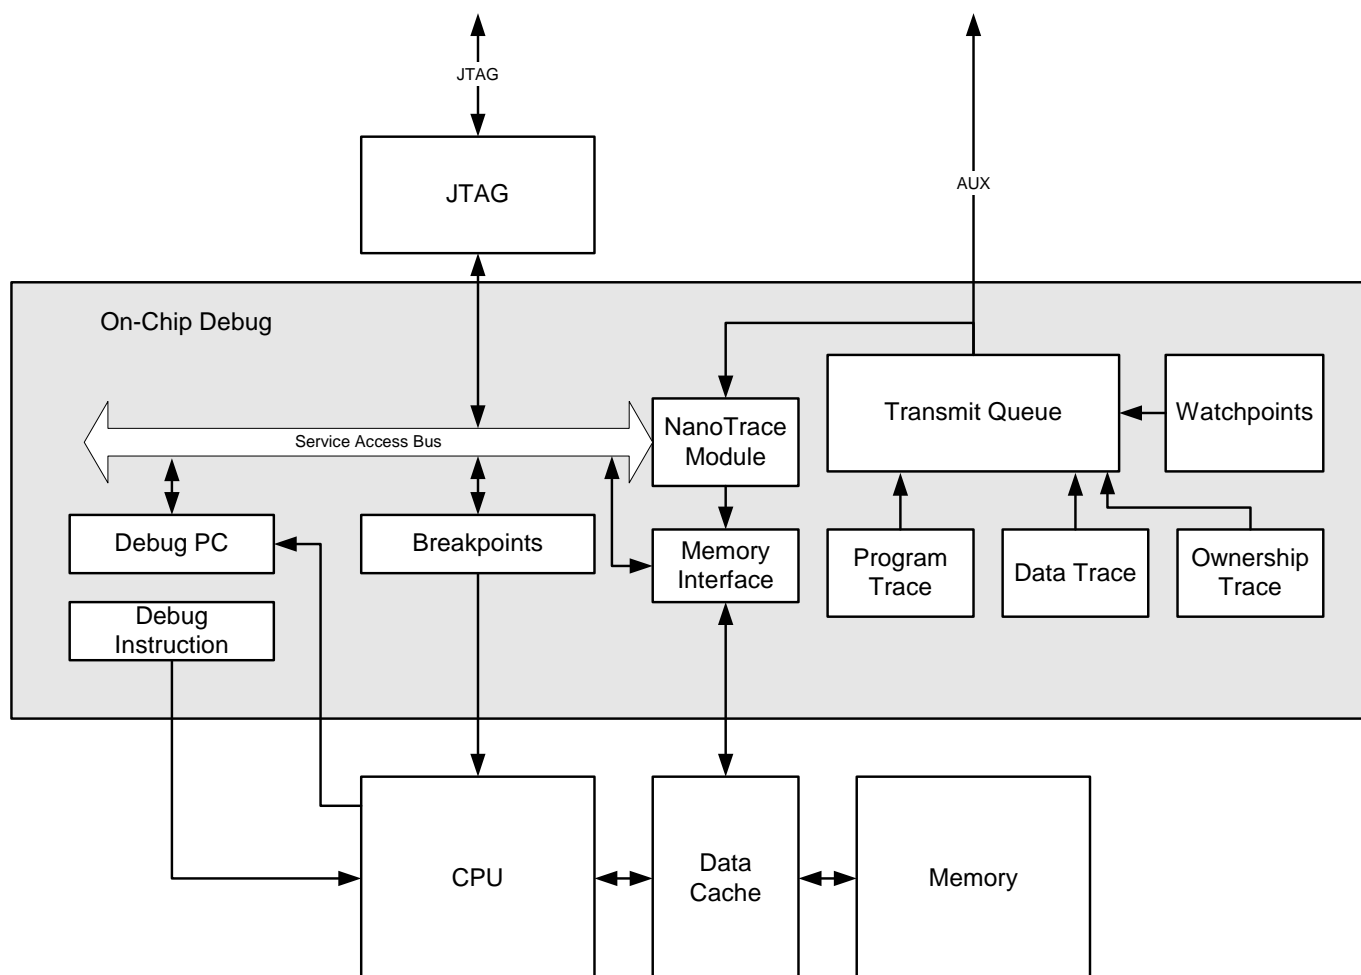 JTAG
JTAG
AUX
On-Chip Debug
Transmit Queue
Watchpoints
NanoTrace
Module
Service Access Bus
Debug PC
Breakpoints
Memory
Interface
Program
Trace
Data Trace
Ownership
Trace
Debug
Instruction
CPU
Data
Cache
Memory